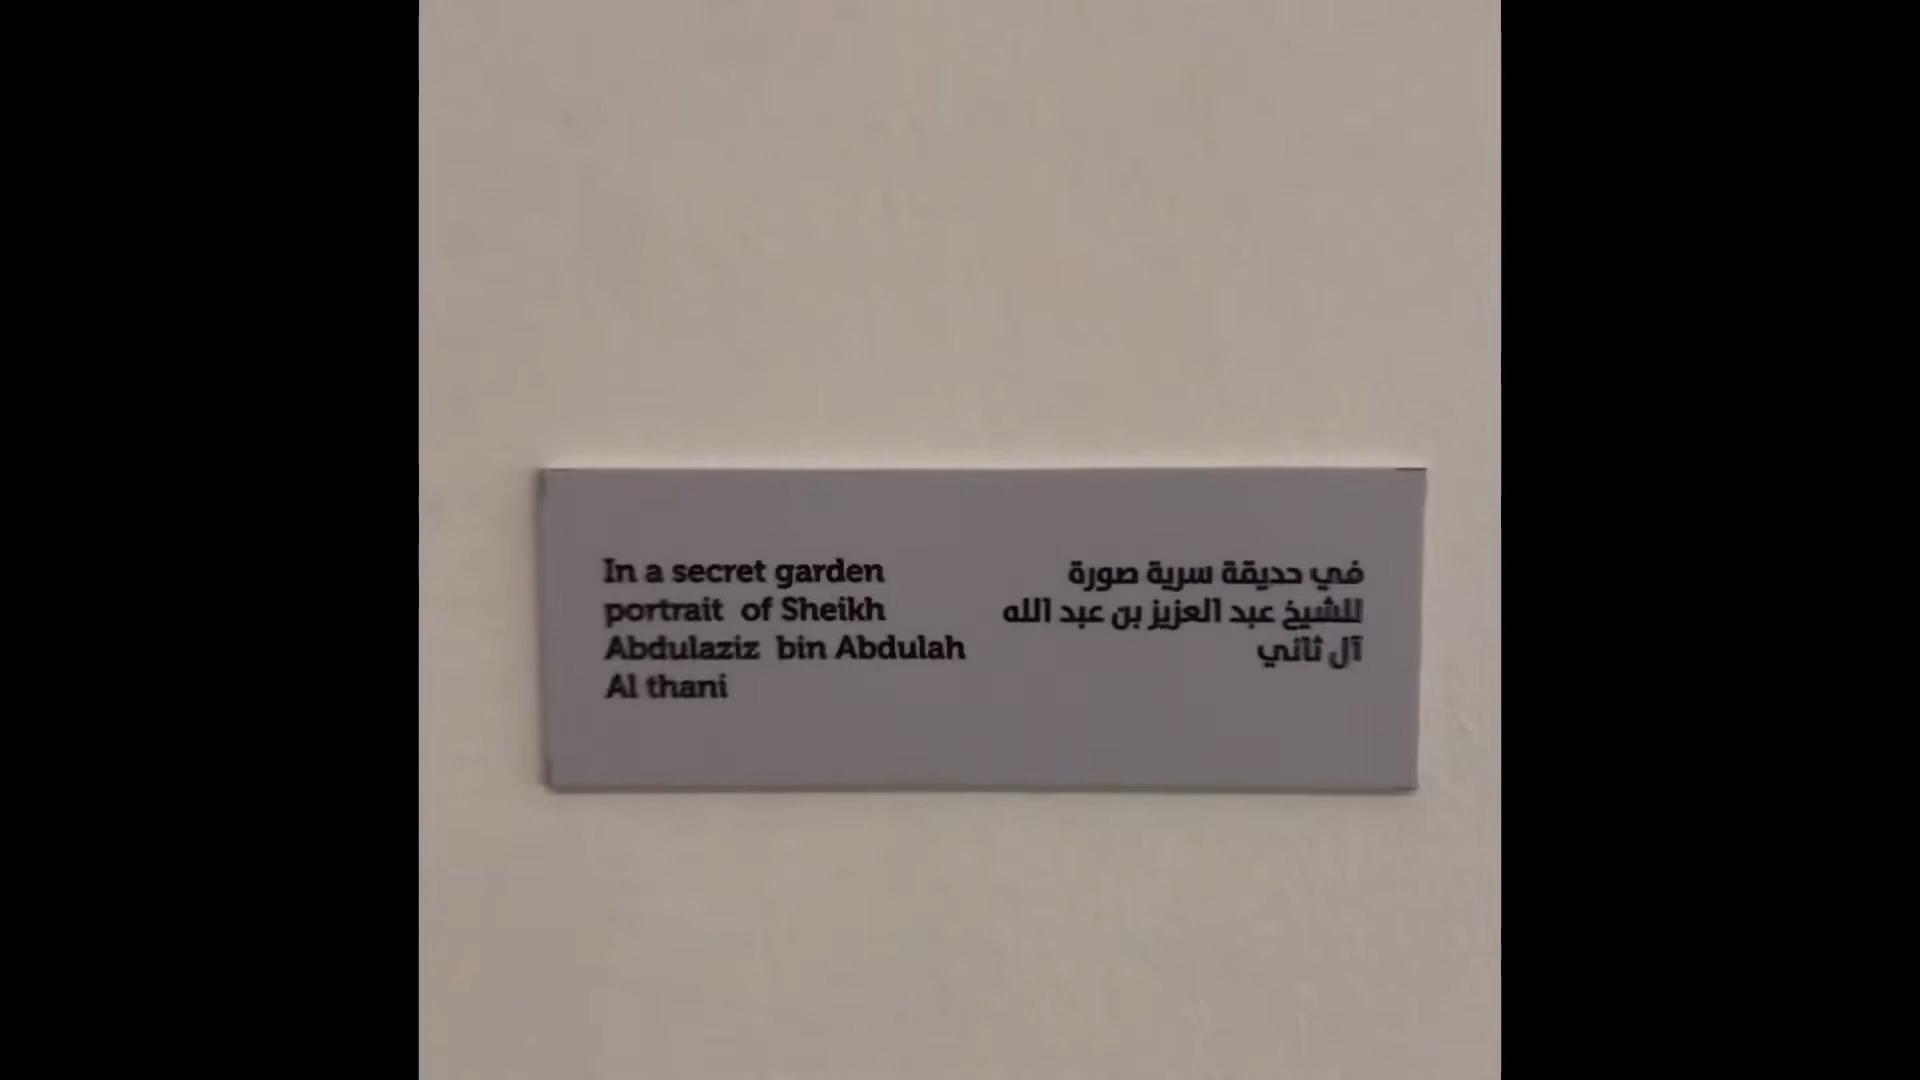 In a secret garden
portrait of Sheikh
Abdulaziz bin Abdulah
Al thani
في حديقة سرية صورة
للشيخ عبد العزيز بن عبد الله
آل ثاني